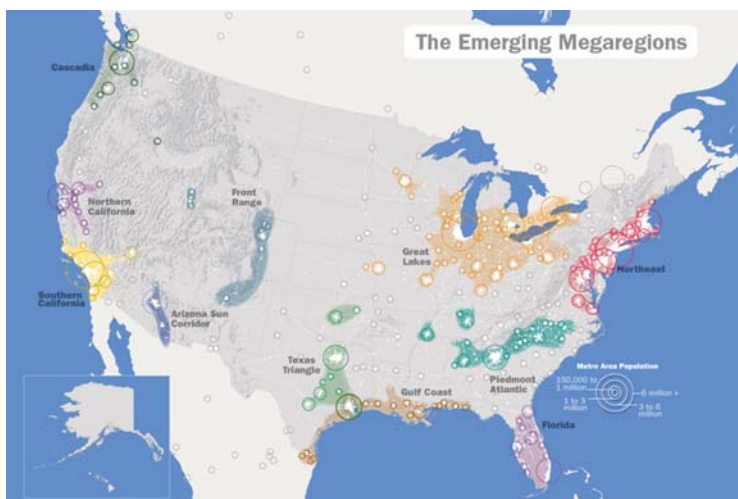 The Emerging Megaregions
Cascadia
Northern
California
Front
Range
Great
Lakes
Northeast
Southern
California
Arizona Sun
Corridor
Texas
Triangle
Gulf Coast
Piedmont
Atlantic
Metro Area Population
150,000 to
1 million
6 million +
1 to 3
million
3 to 6
million
Florida